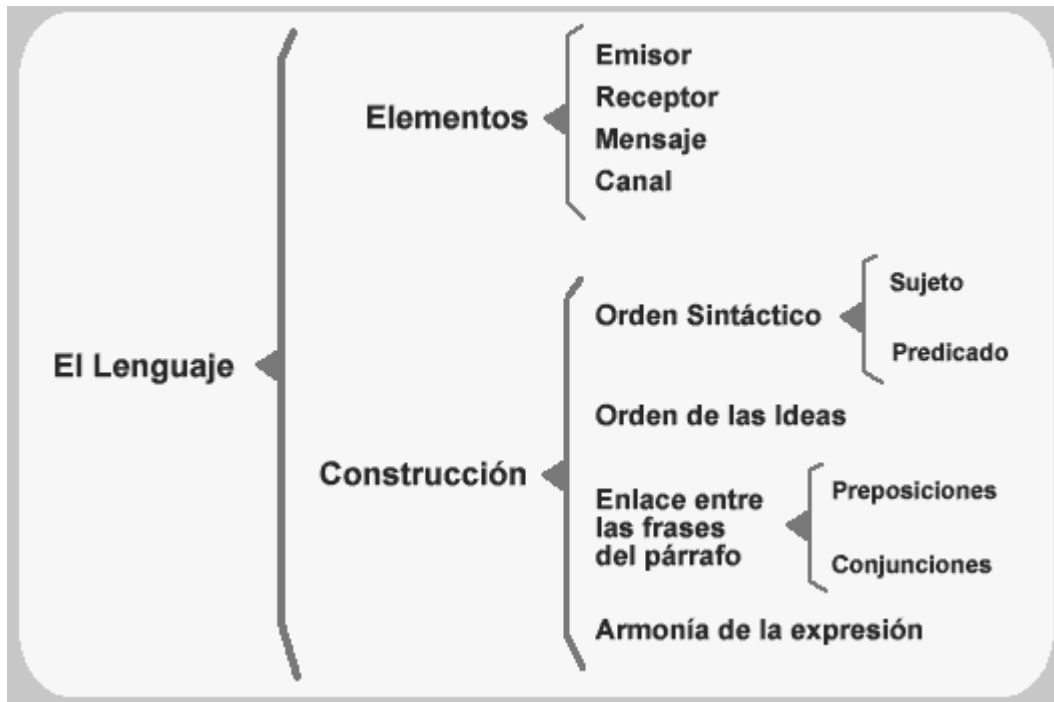 El Lenguaje
Elementos
Emisor
Receptor
Mensaje
Canal
Construcción
Orden Sintáctico
Sujeto
Predicado
Orden de las Ideas
Enlace entre
las frases
del párrafo
Preposiciones
Conjunciones
Armonía de la expresión